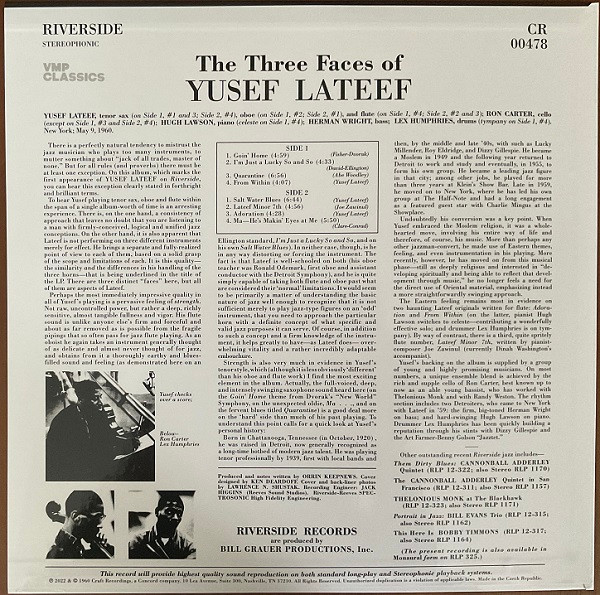 RIVERSIDE
STEREOPHONIC
VMP
CLASSICS
CR
00478
The Three Faces of
YUSEF LATEEF
YUSEF LATEEF, tenor sax (on Side 1, #1 and 3; Side 2, #4), oboe (on Side 1, #2; Side 2, #1), and flute (on Side 1, #4; Side 2, #2 and 3); RON CARTER, cello
(except on Side 1, #3 and Side 2, #4); HUGH LAWSON, piano (celeste on Side 1, #4); HERMAN WRIGHT, bass; LEX HUMPHRIES, drums (tympany on Side 1, #4).
New York; May 9, 1960.
There is a perfectly natural tendency to mistrust the
jazz musician who plays too many instruments, to
mutter something about "jack of all trades, master of
none." But for all rules (and proverbs) there must be
at least one exception. On this album, which marks the
first appearance of YUSEF LATEEF on Riverside,
you can hear this exception clearly stated in forthright
and brilliant terms.
To hear Yusef playing tenor sax, oboe and flute within
the span of a single album-worth of time is an arresting
experience. There is, on the one hand, a consistency of
approach that leaves no doubt that you are listening to
a man with firmly-conceived, logical and unified jazz
conceptions. On the other hand, it is also apparent that
Lateef is not performing on three different instruments
merely for effect. He brings a separate and fully-realized
point of view to each of them, based on a solid grasp
of the scope and limitations of each. It is this quality—
the similarity and the differences in his handling of the
three horns—that is being underlined in the title of
the LP. There are three distinct "faces" here, but all
of them are aspects of Lateef.
Perhaps the most immediately impressive quality in
all of Yusef's playing is a pervasive feeling of strength.
Not raw, uncontrolled power, but rather a deep, richly
sensitive, almost tangible fullness and vigor. His flute
sound is unlike anyone else's, firm and forceful and
about as far removed as is possible from the fragile
pipings that so often pass for jazz flute playing. As an
oboist he again takes an instrument generally thought
of as delicate and almost never thought of for jazz,
and obtains from it a thoroughly earthy and blues-
filled sound and feeling (as demonstrated here on an
SIDE 1
1. Goin' Home (4:59) (Fisher-Dvorak)
2. I'm Just a Lucky So and So (4:33)
(David-Ellington)
3. Quarantine (6:56) (Abe Woodley)
4. From Within (4:07) (Yusef Lateef)
SIDE 2
1. Salt Water Blues (6:44) (Yusef Lateef)
2. Lateef Minor 7th (4:56) (Joe Zawinul)
3. Adoration (4:28) (Yusef Lateef)
4. Ma—He's Makin' Eyes at Me (5:50)
(Clare-Conrad)
Ellington standard, I'm Just a Lucky So and So, and on
his own Salt Water Blues). In neither case, though, is he
in any way distorting or forcing the instrument. The
fact is that Lateef is well-schooled on both (his oboe
teacher was Ronald Odemark, first oboe and assistant
conductor with the Detroit Symphony), and he is quite
simply capable of taking both flute and oboe past what
are considered their 'normal' limitations. It would seem
to be primarily a matter of understanding the basic
nature of jazz well enough to recognize that it is not
sufficient merely to play jazz-type figures on an 'odd'
instrument, that you need to approach the particular
horn with a definite concept of what specific and
valid jazz purposes it can serve. Of course, in addition
to such a concept and a firm knowledge of the instru-
ment, it helps greatly to have—as Lateef does—over-
whelming vitality and a rather incredibly adaptable
embouchure.
Strength is also very much in evidence in Yusef's
tenor style, which (although it is less obviously 'different'
than his oboe and flute work) I find the most exciting
element in the album. Actually, the full-voiced, deep,
and intensely swinging saxophone sound heard here (on
the Goin' Home theme from Dvorak's "New World"
Symphony, on the unexpected oldie, Ma . . ., and on
the fervent blues titled Quarantine) is a good deal more
on the 'hard' side than much of his past playing. To
understand this point calls for a quick look at Yusef's
personal history:
Born in Chattanooga, Tennessee (in October, 1920),
he was raised in Detroit, now generally recognized as
a long-time hotbed of modern jazz talent. He was playing
tenor professionally by 1939, first with local bands and
Produced and notes written by ORRIN KEEPNEWS. Cover
designed by KEN DEARDOFF. Cover and back-liner photos
by LAWRENCE N. SHUSTAK. Recording Engineer: JACK
HIGGINS (Reeves Sound Studios). Riverside-Reeves SPEC-
TROSONIC High Fidelity Engineering.
RIVERSIDE RECORDS
are produced by
BILL GRAUER PRODUCTIONS, Inc.
then, by the middle and late '40s, with such as Lucky
Millender, Roy Eldridge, and Dizzy Gillespie. He became
a Moslem in 1949 and the following year returned to
Detroit to work and study and eventually, in 1955, to
form his own group. He became a leading jazz figure
in that city; among other jobs, he played for more
than three years at Klein's Show Bar. Late in 1959,
he moved on to New York, where he has led his own
group at The Half-Note and had a long engagement
as a featured guest star with Charlie Mingus at the
Showplace.
Undoubtedly his conversion was a key point. When
Yusef embraced the Moslem religion, it was a whole-
hearted move, involving his entire way of life and
therefore, of course, his music. More than perhaps any
other jazzman-convert, he made use of Eastern themes,
feeling, and even instrumentation in his playing. More
recently, however, he has moved on from this musical
phase—still as deeply religious and interested in "de-
veloping spiritually and being able to reflect that devel-
opment through music," he no longer feels a need for
the direct use of Oriental material, emphasizing instead
a more straightforwardly swinging approach.
The Eastern feeling remains most in evidence on
two haunting Lateef originals written for flute: Ador-
ation and From Within (on the latter, pianist Hugh
Lawson switches to celeste—contributing a wonderfully
effective solo; and drummer Lex Humphries is on tym-
pany). By way of contrast, there is a third, quite spritely
flute number, Lateef Minor 7th, written by pianist-
composer Joe Zawinul (currently Dinah Washington's
accompanist).
Yusef's backing on the album is supplied by a group
of young and highly promising musicians. On most
numbers, a unique ensemble blend is achieved by the
rich and supple cello of Ron Carter, best known up to
now as an able young bassist, who has worked with
Thelonious Monk and with Randy Weston. The rhythm
section includes two Detroiters, who came to New York
with Lateef in '59: the firm, big-toned Herman Wright
on bass; and hard-swinging Hugh Lawson on piano.
Drummer Lex Humphries has been quickly building a
reputation through his stints with Dizzy Gillespie and
the Art Farmer-Benny Golson "Jazztet."
Other outstanding recent Riverside jazz includes—
Them Dirty Blues: CANNONBALL ADDERLEY
Quintet (RLP 12-322; also Stereo RLP 1170)
The CANNONBALL ADDERLEY Quintet in San
Francisco (RLP 12-311; also Stereo RLP 1157)
THELONIOUS MONK at The Blackhawk
(RLP 12-323; also Stereo RLP 1171)
Portrait in Jazz: BILL EVANS Trio (RLP 12-315;
also Stereo RLP 1162)
This Here Is BOBBY TIMMONS (RLP 12-317;
also Stereo RLP 1164)
(The present recording is also available in
Monaural form on RLP 325.)
Yusef checks
over a score;
Below—
Ron Carter
Lex Humphries
This record will provide highest quality sound reproduction on both standard long-play and Stereophonic playback systems.
℗ 2022 & © 1960 Craft Recordings, a Concord company. 10 Lea Avenue, Suite 300, Nashville, TN 37210. All Rights Reserved. Unauthorized duplication is a violation of applicable laws. Made in the Czech Republic.